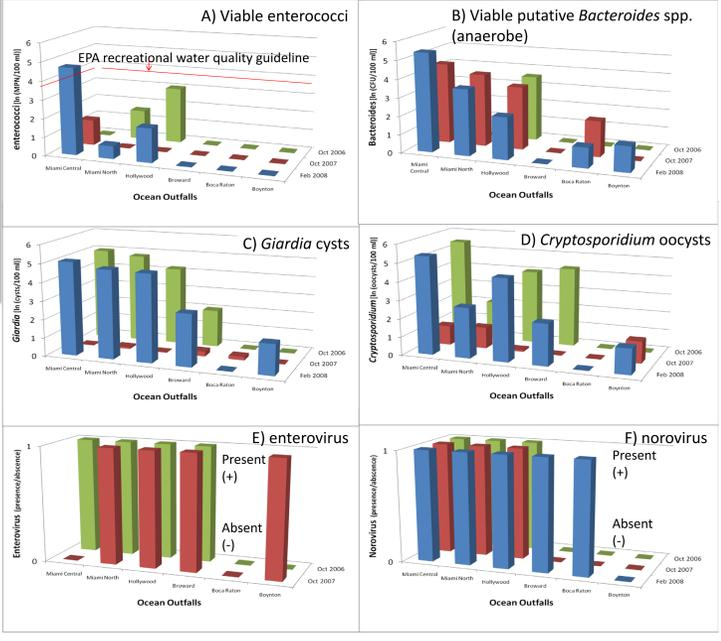 A) Viable enterococci
EPA recreational water quality guideline
enterococci [ln (MPN/100 ml)]
6
5
4
3
2
1
0
Miami Central
Miami North
Hollywood
Broward
Boca Raton
Boynton
Oct 2006
Oct 2007
Feb 2008
Ocean Outfalls
B) Viable putative Bacteroides spp.
(anaerobe)
Bacteroides [ln (CFU/100 ml)]
6
5
4
3
2
1
0
Miami
Central
Miami North
Hollywood
Broward
Boca Raton
Boynton
Oct 2006
Oct 2007
Feb 2008
Ocean Outfalls
C) Giardia cysts
Giardia [ln (cysts/100 ml)]
6
5
4
3
2
1
0
Miami Central
Miami North
Hollywood
Broward
Boca Raton
Boynton
Oct 2006
Oct 2007
Feb 2008
Ocean Outfalls
D) Cryptosporidium oocysts
Cryptosporidium [ln (oocysts/100 ml)]
6
5
4
3
2
1
0
Miami Central
Miami North
Hollywood
Broward
Boca Raton
Boynton
Oct 2006
Oct 2007
Feb 2008
Ocean Outfalls
E) enterovirus
Enterovirus (presence/abscence)
1
0
Present
(+)
Absent
(-)
Miami Central
Miami North
Hollywood
Broward
Boca Raton
Boynton
Oct 2006
Oct 2007
Ocean Outfalls
F) norovirus
Norovirus (presence/abscence)
1
0
Present
(+)
Absent
(-)
Miami Central
Miami North
Hollywood
Broward
Boca Raton
Boynton
Oct 2006
Oct 2007
Feb 2008
Ocean Outfalls